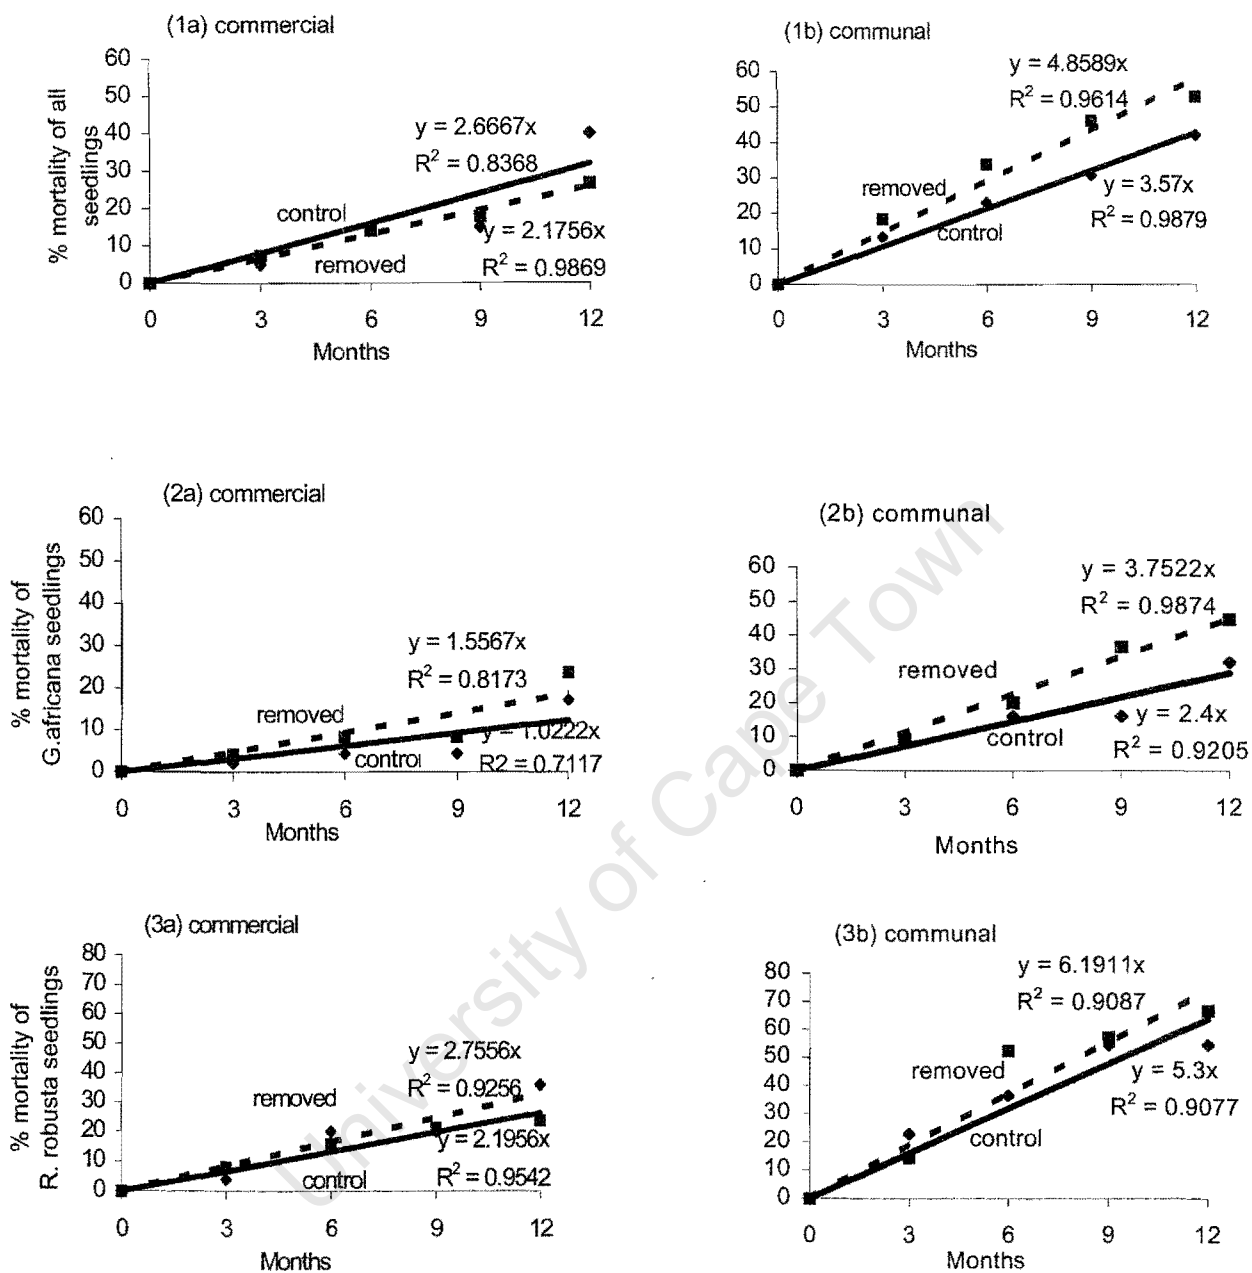 (1a) commercial
% mortality of all
seedlings
60
50
40
30
20
10
0
y = 2.6667x
R² = 0.8368
control
removed
y = 2.1756x
R² = 0.9869
0 3 6 9 12
Months
(1b) communal
60
50
40
30
20
10
0
y = 4.8589x
R² = 0.9614
removed
control
y = 3.57x
R² = 0.9879
0 3 6 9 12
Months
(2a) commercial
% mortality of
G.africana seedlings
60
50
40
30
20
10
0
y = 1.5567x
R² = 0.8173
removed
control
y = 1.0222x
R2 = 0.7117
0 3 6 9 12
Months
(2b) communal
60
50
40
30
20
10
0
y = 3.7522x
R² = 0.9874
removed
control
y = 2.4x
R² = 0.9205
0 3 6 9 12
Months
(3a) commercial
% mortality of
R. robusta seedlings
80
70
60
50
40
30
20
10
0
y = 2.7556x
R² = 0.9256
removed
control
y = 2.1956x
R² = 0.9542
0 3 6 9 12
Months
(3b) communal
80
70
60
50
40
30
20
10
0
y = 6.1911x
R² = 0.9087
removed
control
y = 5.3x
R² = 0.9077
0 3 6 9 12
Months
University of Cape Town